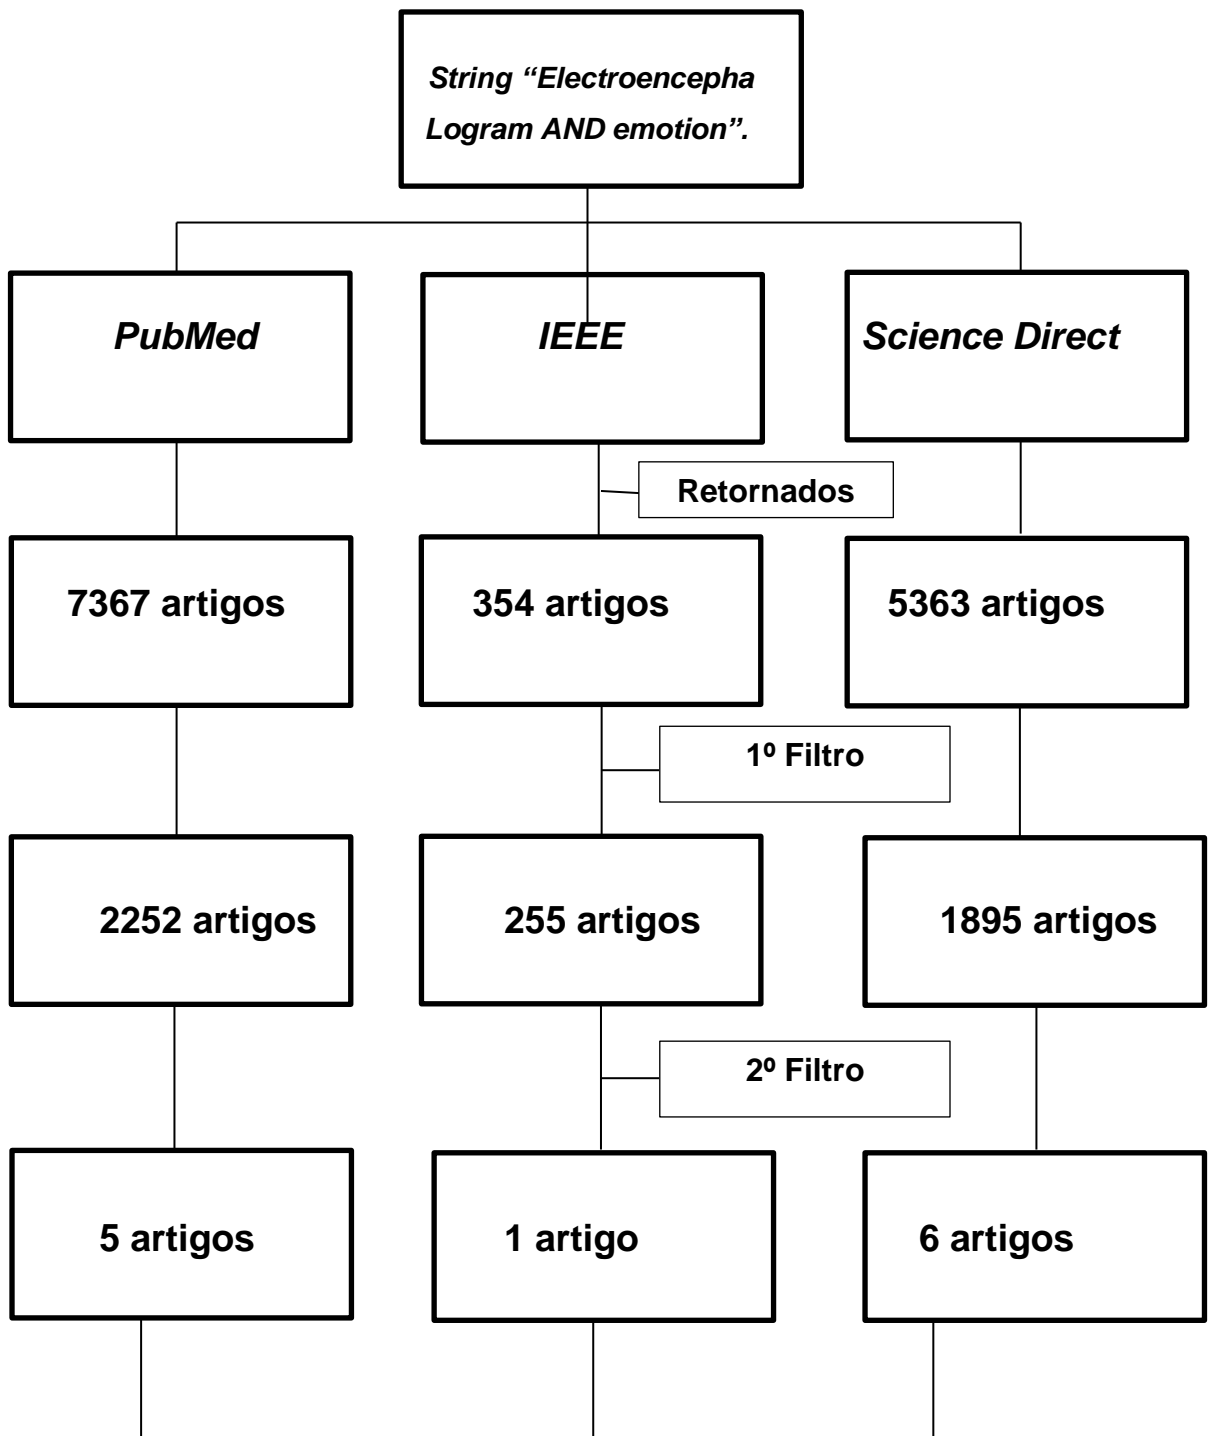 String “Electroencepha
Logram AND emotion”.
PubMed
IEEE
Science Direct
Retornados
7367 artigos
354 artigos
5363 artigos
1º Filtro
2252 artigos
255 artigos
1895 artigos
2º Filtro
5 artigos
1 artigo
6 artigos